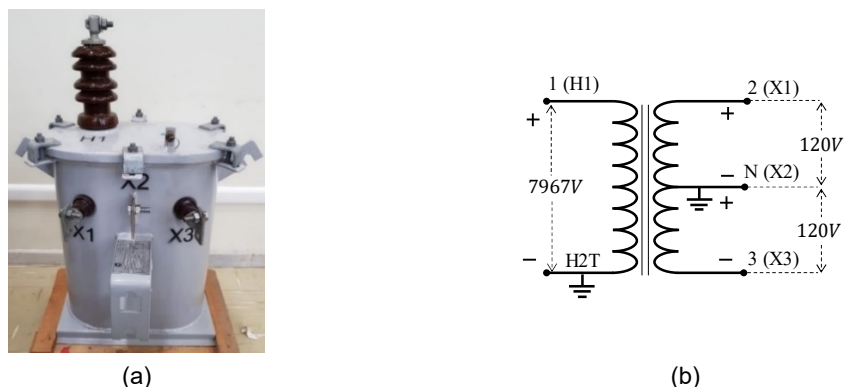 H1
X2
X1
X3
(a)
1 (H1)
+
7967V
−
H2T
2 (X1)
+
120V
−
N (X2)
+
120V
−
3 (X3)
(b)